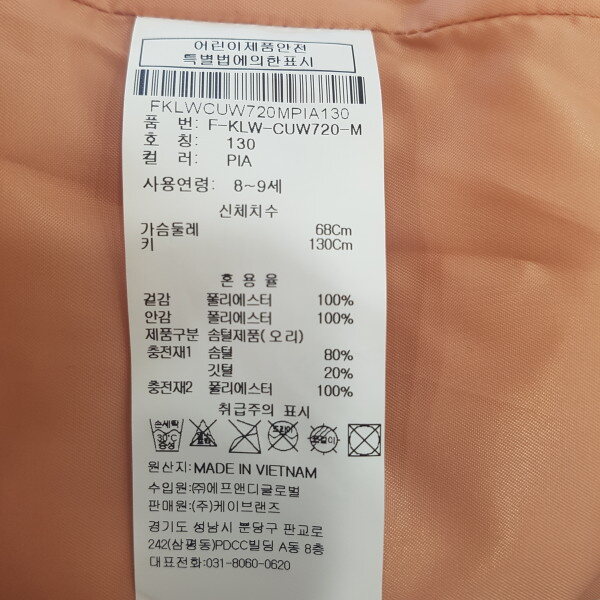 어린이제품안전
특별법에의한표시
FKLWCUW720MPIA130
품 번: F-KLW-CUW720-M
호 칭: 130
컬 러: PIA
사용연령: 8~9세
신체치수
가슴둘레 68Cm
키 130Cm
혼 용 율
겉감 폴리에스터 100%
안감 폴리에스터 100%
제품구분 솜털제품(오리)
충전재1 솜털 80%
깃털 20%
충전재2 폴리에스터 100%
취급주의 표시
손세탁 30℃ 중성
원산지: MADE IN VIETNAM
수입원:㈜에프앤디글로벌
판매원: ㈜케이브랜즈
경기도 성남시 분당구 판교로
242(삼평동)PDCC빌딩 A동 8층
대표전화:031-8060-0620